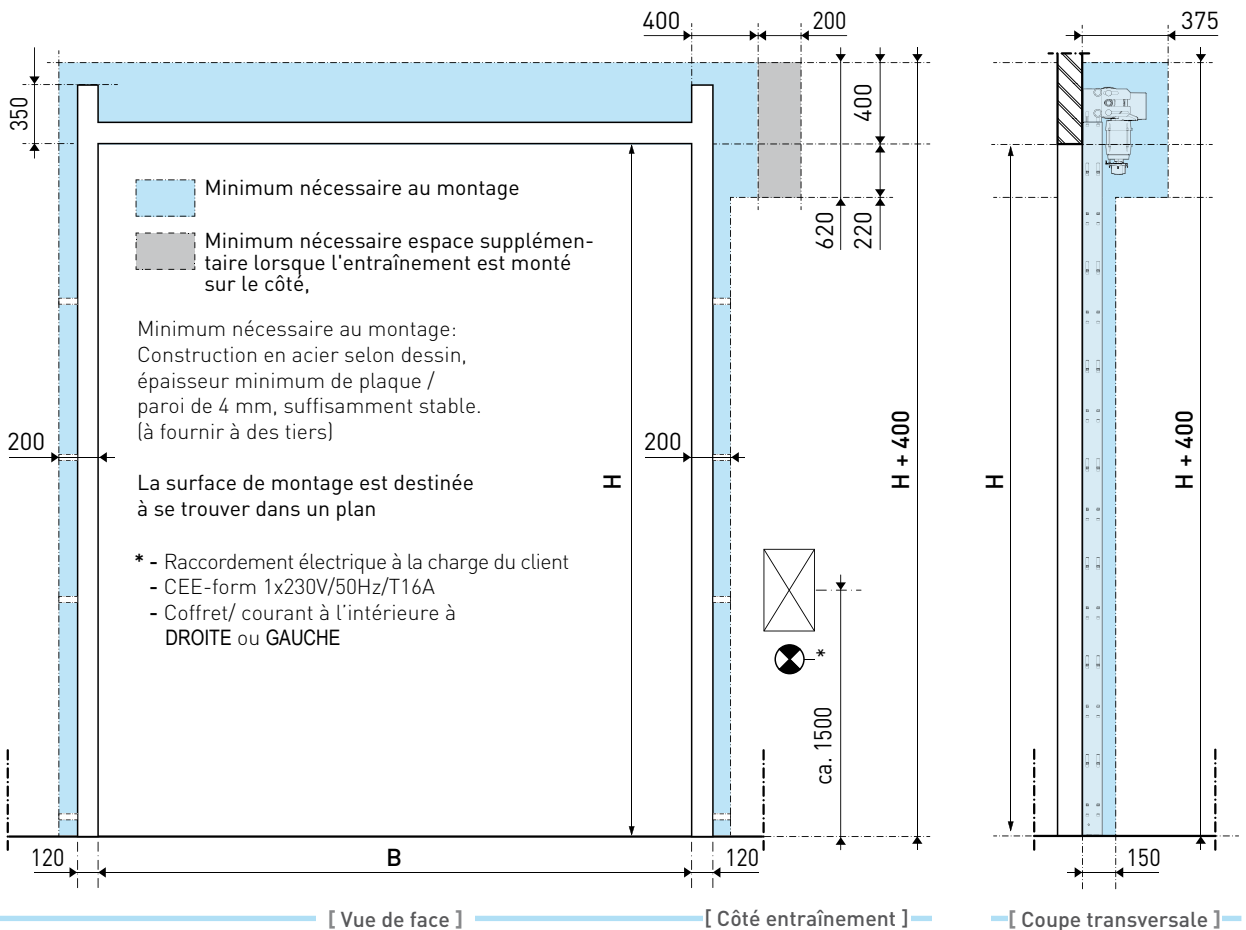 400
200
375
350
400
620
220
Minimum nécessaire au montage
Minimum nécessaire espace supplémen-
taire lorsque l'entraînement est monté
sur le côté,
Minimum nécessaire au montage:
Construction en acier selon dessin,
épaisseur minimum de plaque /
paroi de 4 mm, suffisamment stable.
(à fournir à des tiers)
200
200
H
H + 400
H
H + 400
La surface de montage est destinée
à se trouver dans un plan
* - Raccordement électrique à la charge du client
- CEE-form 1x230V/50Hz/T16A
- Coffret/ courant à l'intérieure à
DROITE ou GAUCHE
*
ca. 1500
120
B
120
150
[ Vue de face ]
[ Côté entraînement ]
[ Coupe transversale ]